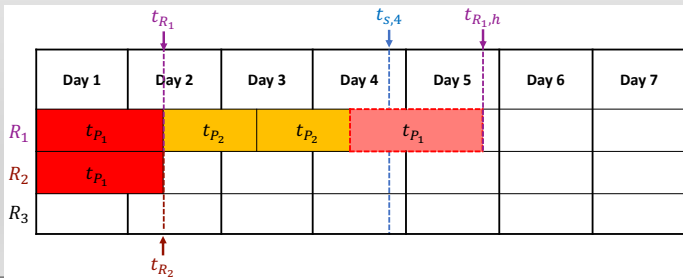 t_{R_1} t_{s,4} t_{R_1,h}
Day 1 Day 2 Day 3 Day 4 Day 5 Day 6 Day 7
R_1 t_{P_1} t_{P_2} t_{P_2} t_{P_1}
R_2 t_{P_1}
R_3
t_{R_2}